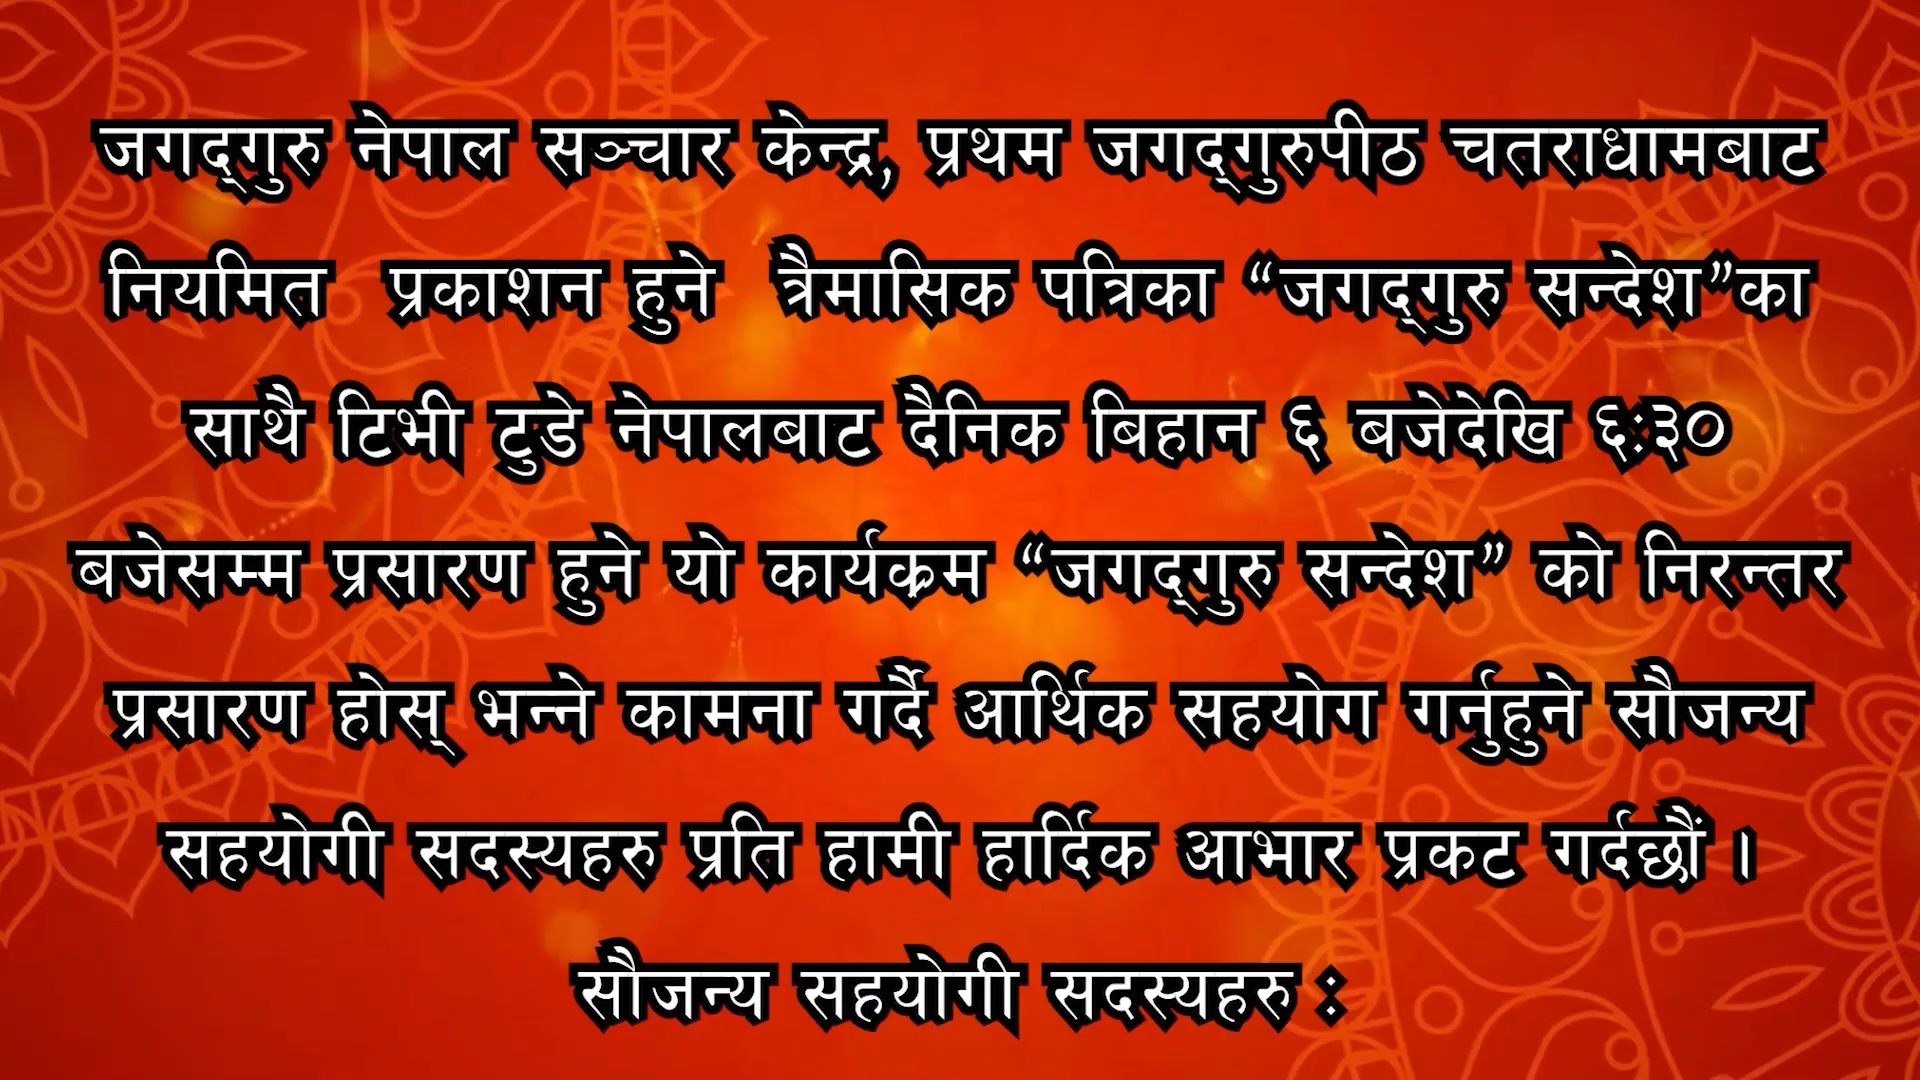 जगद्‌गुरु नेपाल सञ्चार केन्द्र, प्रथम जगद्‌गुरुपीठ चतराधामबाट
नियमित प्रकाशन हुने त्रैमासिक पत्रिका “जगद्‌गुरु सन्देश”का
साथै टिभी टुडे नेपालबाट दैनिक बिहान ६ बजेदेखि ६:३०
बजेसम्म प्रसारण हुने यो कार्यक्रम “जगद्‌गुरु सन्देश” को निरन्तर
प्रसारण होस् भन्ने कामना गर्दै आर्थिक सहयोग गर्नुहुने सौजन्य
सहयोगी सदस्यहरु प्रति हामी हार्दिक आभार प्रकट गर्दछौं ।
सौजन्य सहयोगी सदस्यहरु :